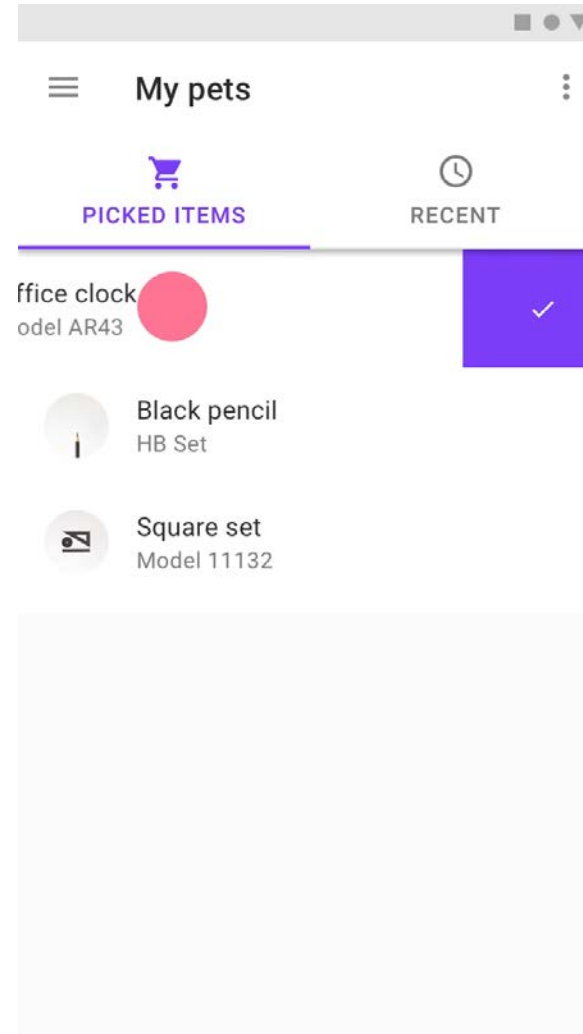 My pets
PICKED ITEMS
RECENT
ffice clock
odel AR43
Black pencil
HB Set
Square set
Model 11132